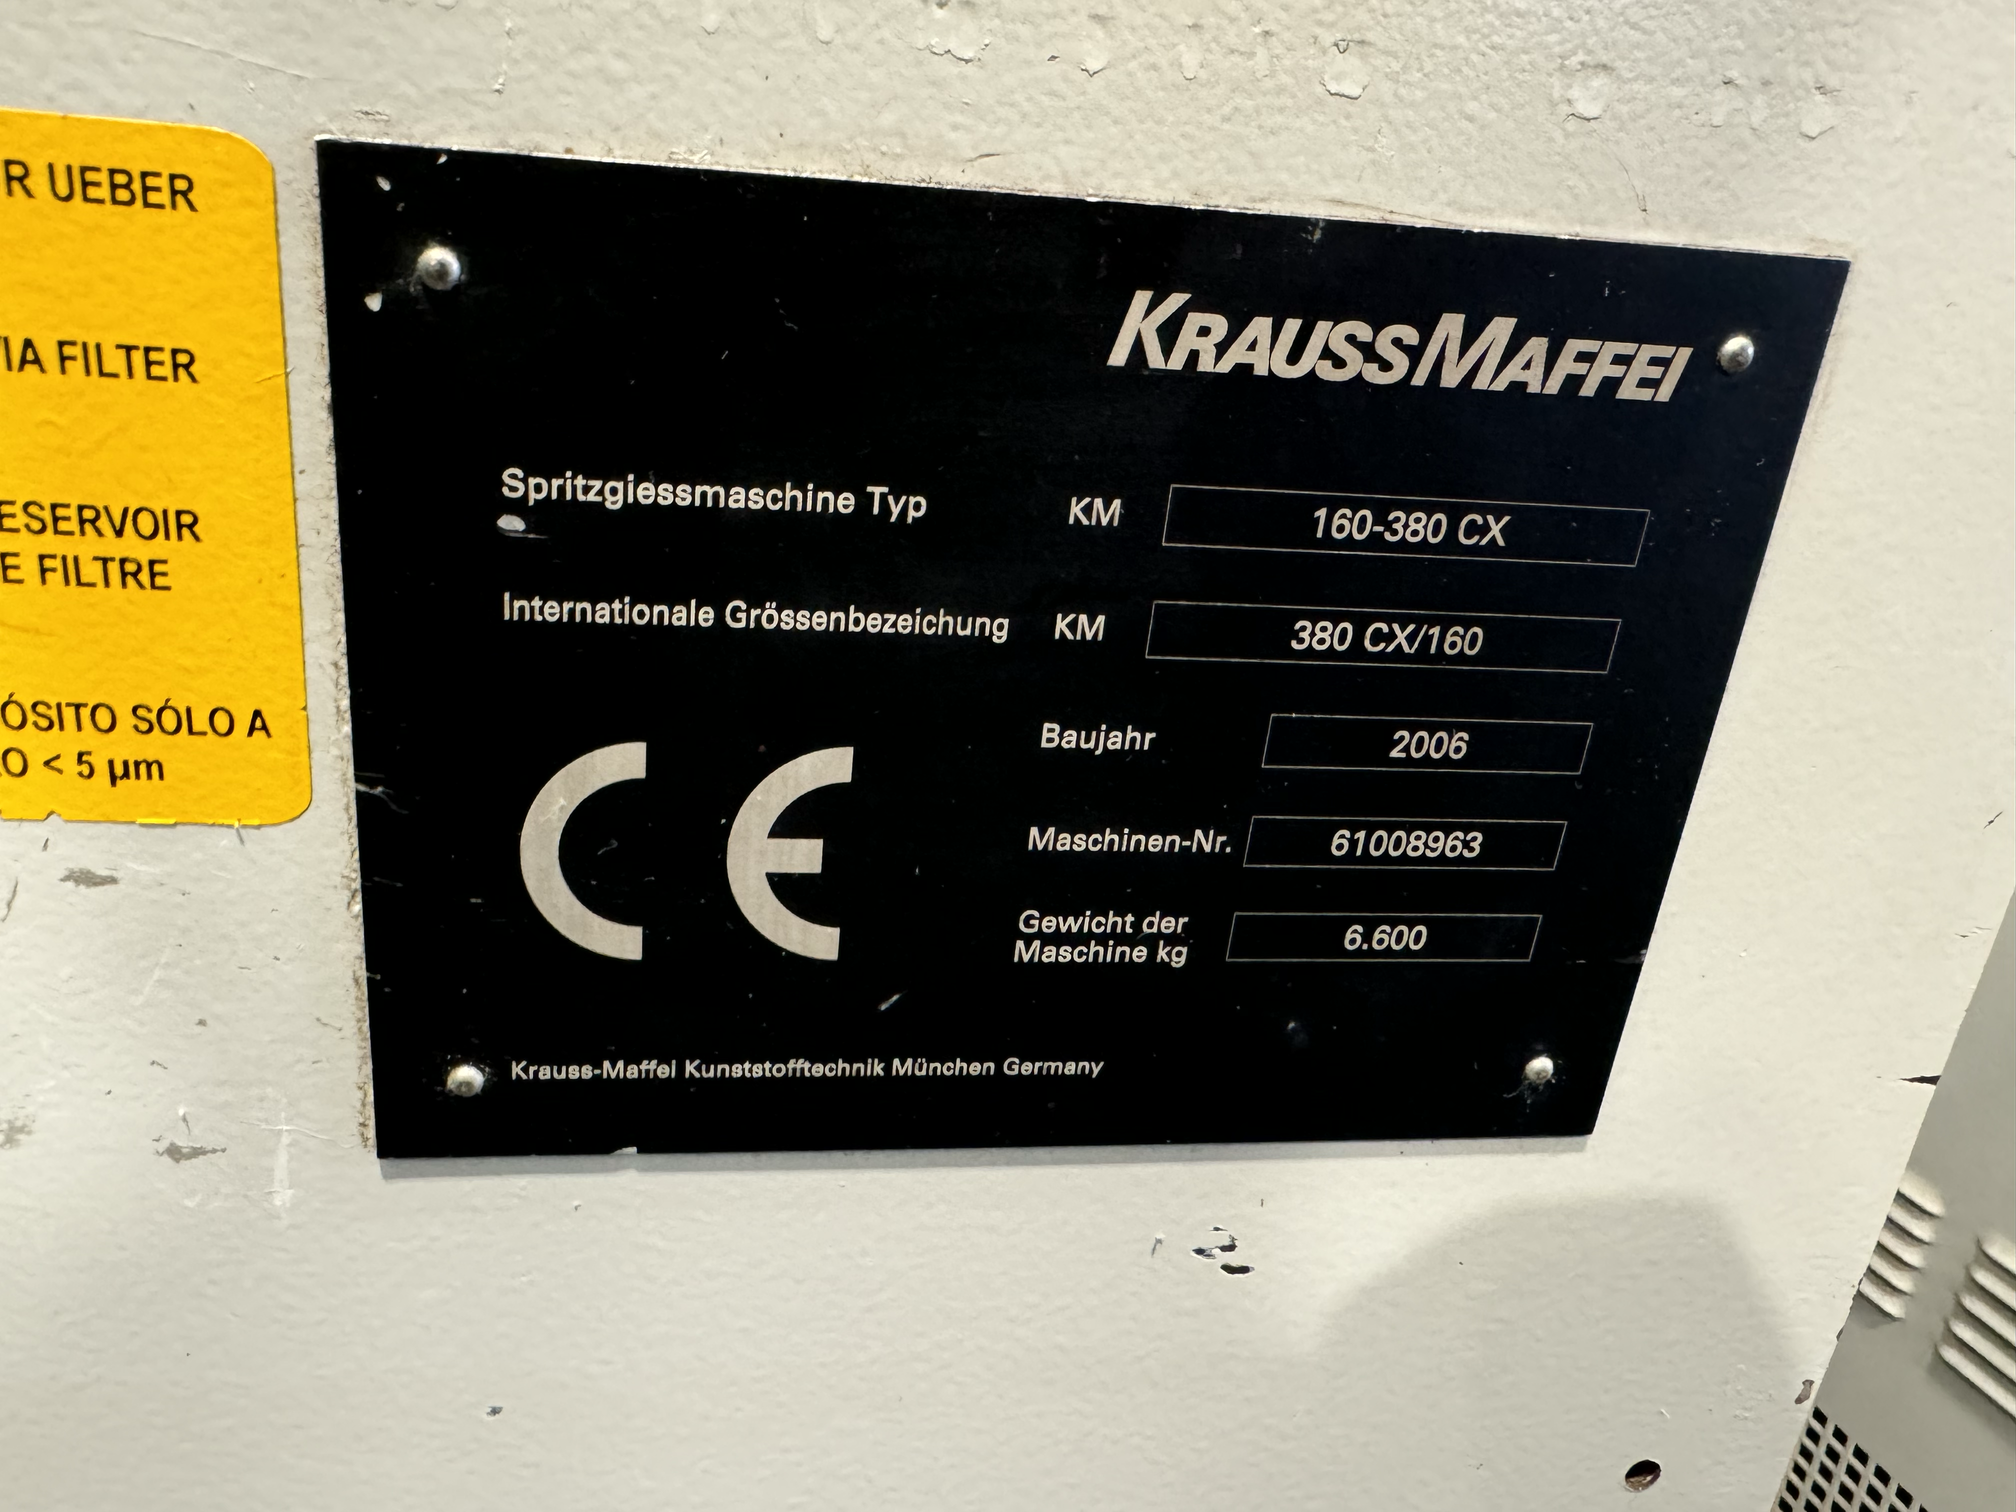 R UEBER
IA FILTER
ESERVOIR
E FILTRE
ÓSITO SÓLO A
O < 5 µm
KRAUSSMAFFEI
Spritzgiessmaschine Typ KM 160-380 CX
Internationale Grössenbezeichung KM 380 CX/160
Baujahr 2006
CE
Maschinen-Nr. 61008963
Gewicht der
Maschine kg 6.600
Krauss-Maffei Kunststofftechnik München Germany